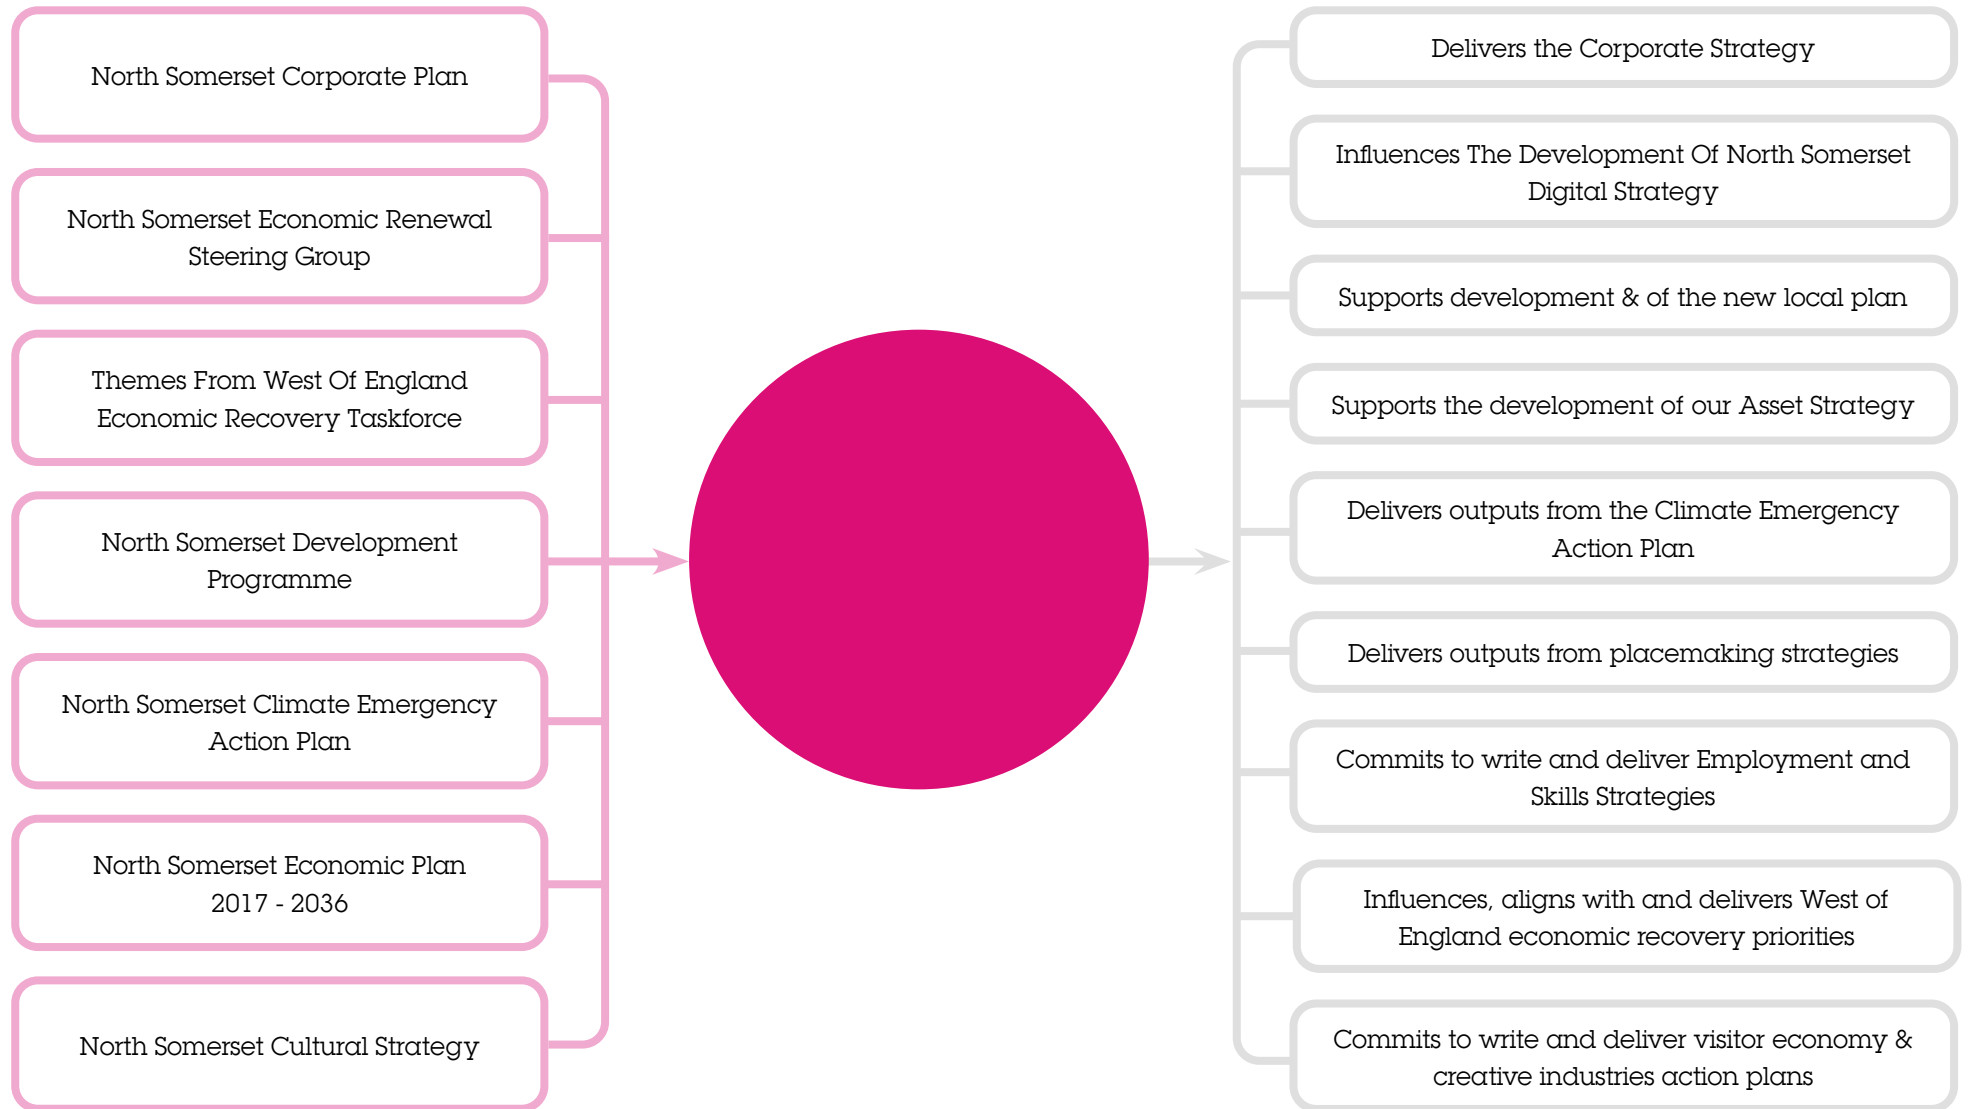 North Somerset Corporate Plan
North Somerset Economic Renewal
Steering Group
Themes From West Of England
Economic Recovery Taskforce
North Somerset Development
Programme
North Somerset Climate Emergency
Action Plan
North Somerset Economic Plan
2017 - 2036
North Somerset Cultural Strategy
Delivers the Corporate Strategy
Influences The Development Of North Somerset
Digital Strategy
Supports development & of the new local plan
Supports the development of our Asset Strategy
Delivers outputs from the Climate Emergency
Action Plan
Delivers outputs from placemaking strategies
Commits to write and deliver Employment and
Skills Strategies
Influences, aligns with and delivers West of
England economic recovery priorities
Commits to write and deliver visitor economy &
creative industries action plans